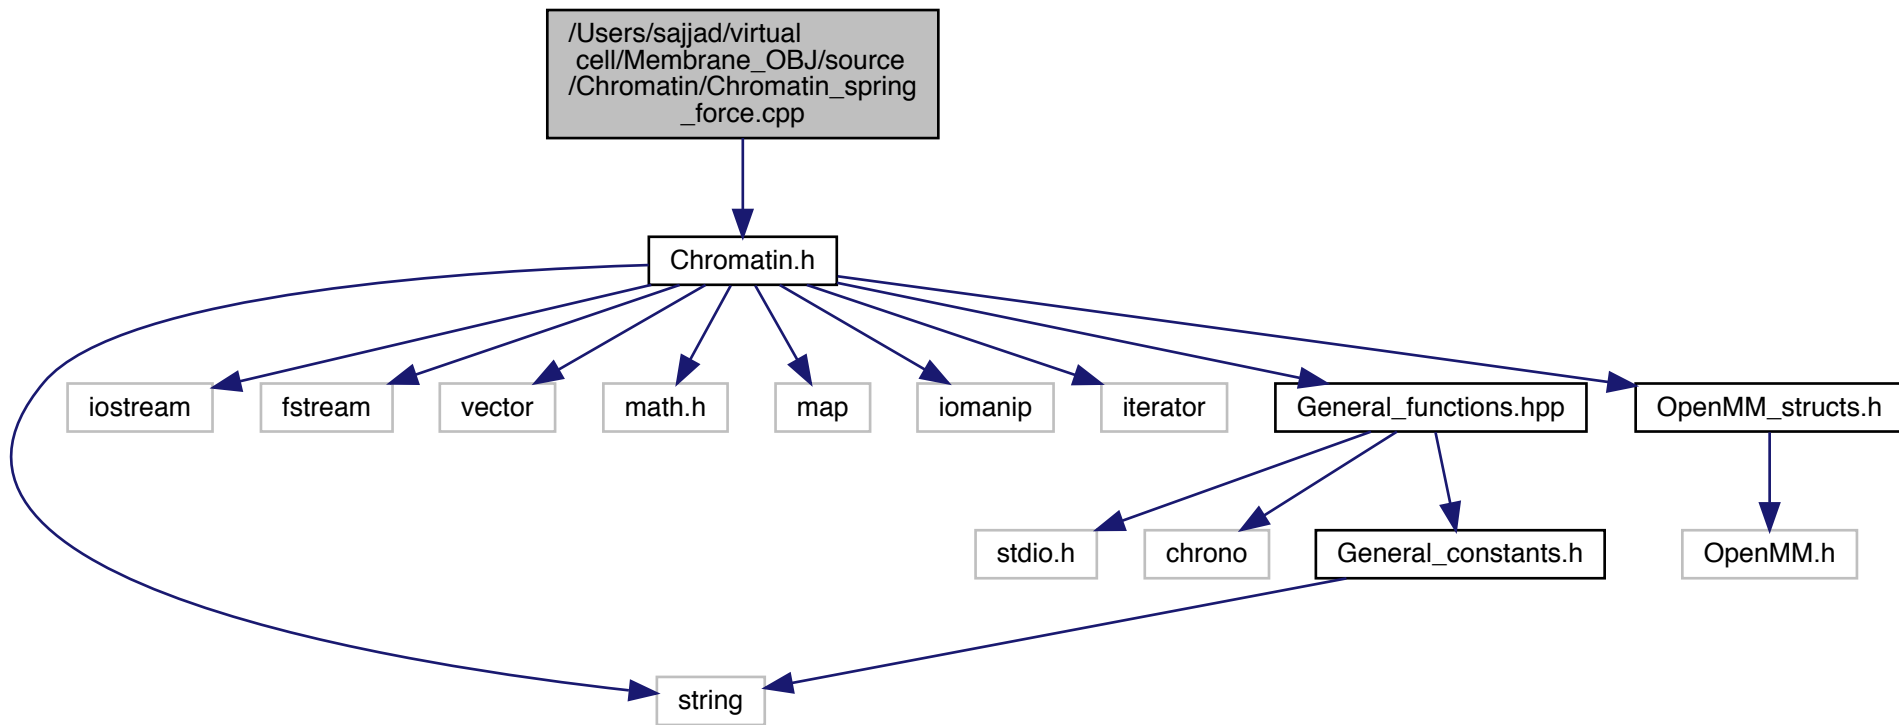 /Users/sajjad/virtual
cell/Membrane_OBJ/source
/Chromatin/Chromatin_spring
_force.cpp
Chromatin.h
iostream
fstream
vector
math.h
map
iomanip
iterator
General_functions.hpp
OpenMM_structs.h
stdio.h
chrono
General_constants.h
OpenMM.h
string